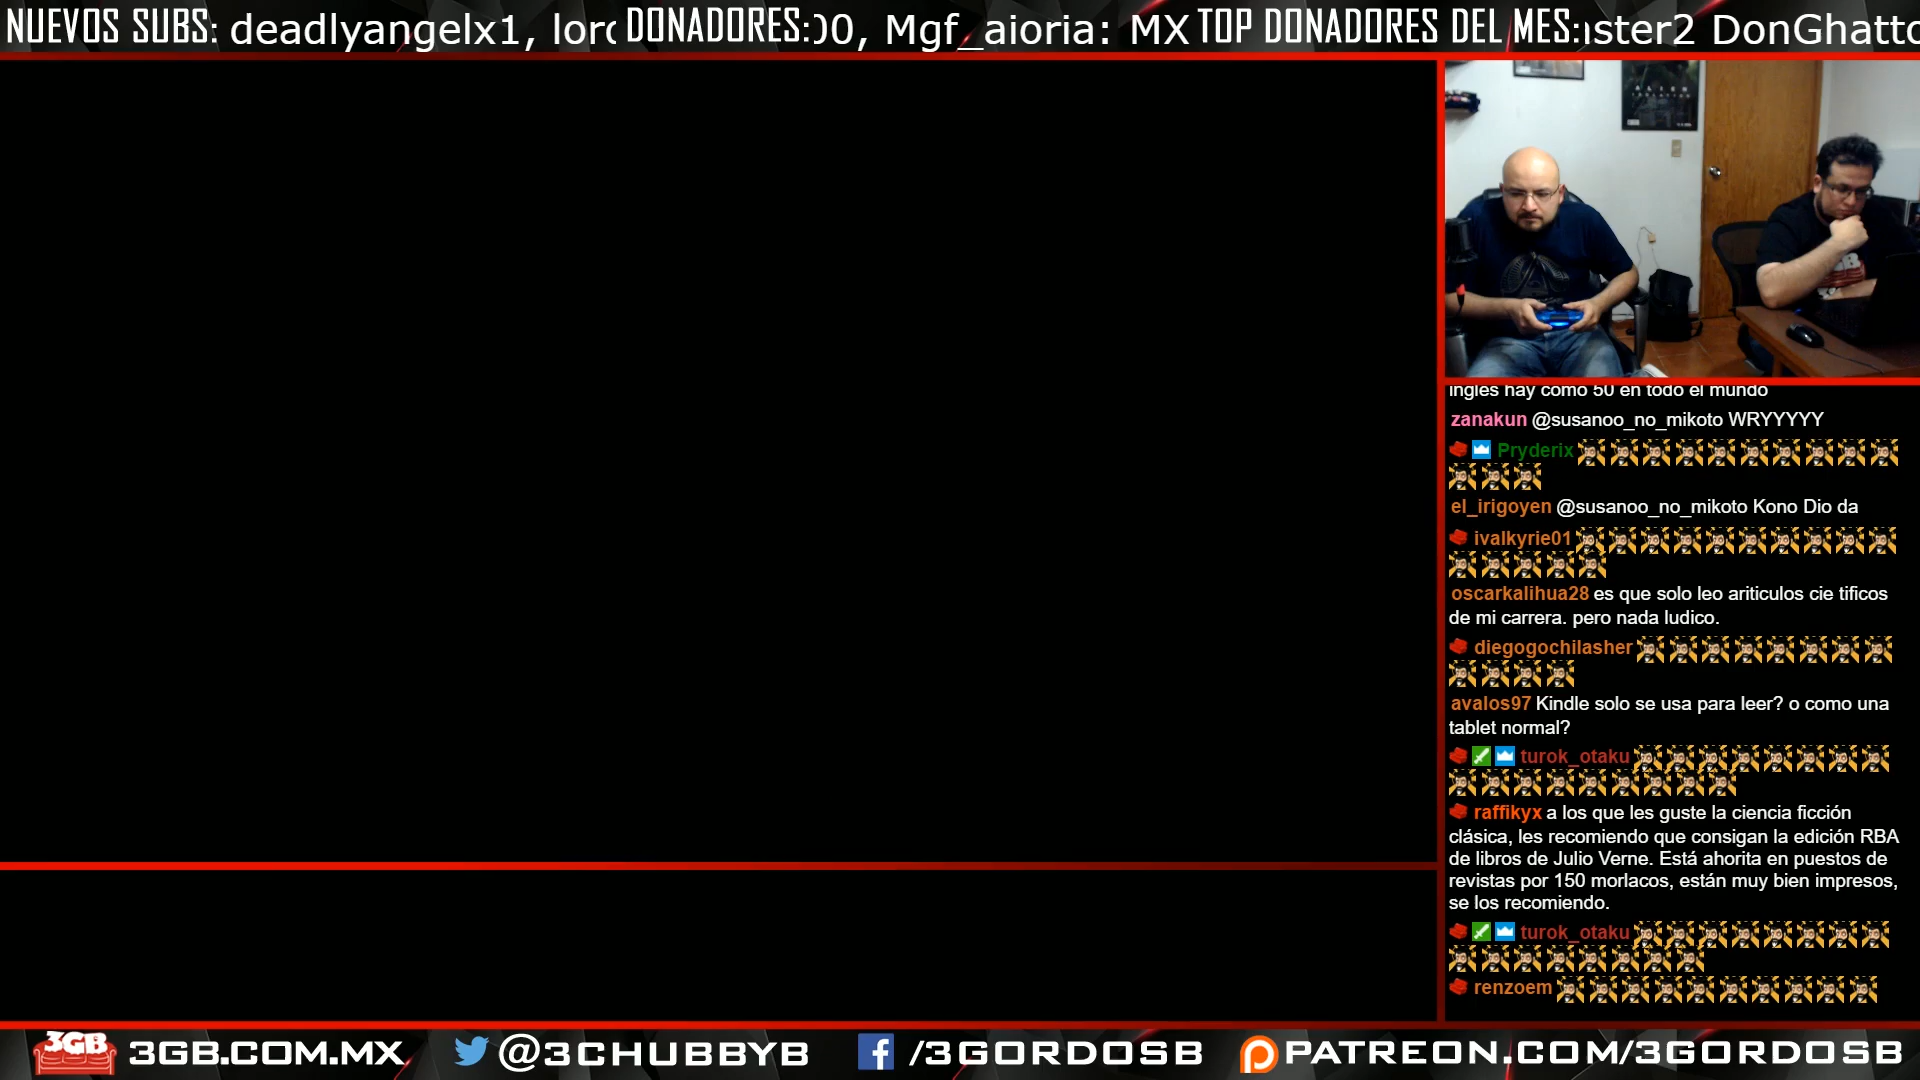 NUEVOS SUBS: deadlyangelx1, lord DONADORES: 00, Mgf_aioria: MX TOP DONADORES DEL MES: ster2 DonGhatto
ALIEN
ISOLATION
ingles hay como 50 en todo el mundo
zanakun @susanoo_no_mikoto WRYYYYY
Pryderix
el_irigoyen @susanoo_no_mikoto Kono Dio da
ivalkyrie01
oscarkalihua28 es que solo leo ariticulos cie tificos
de mi carrera. pero nada ludico.
diegogochilasher
avalos97 Kindle solo se usa para leer? o como una
tablet normal?
turok_otaku
raffikyx a los que les guste la ciencia ficción
clásica, les recomiendo que consigan la edición RBA
de libros de Julio Verne. Está ahorita en puestos de
revistas por 150 morlacos, están muy bien impresos,
se los recomiendo.
turok_otaku
renzoem
3GB 3GB.COM.MX @3CHUBBYB /3GORDOSB PATREON.COM/3GORDOSB